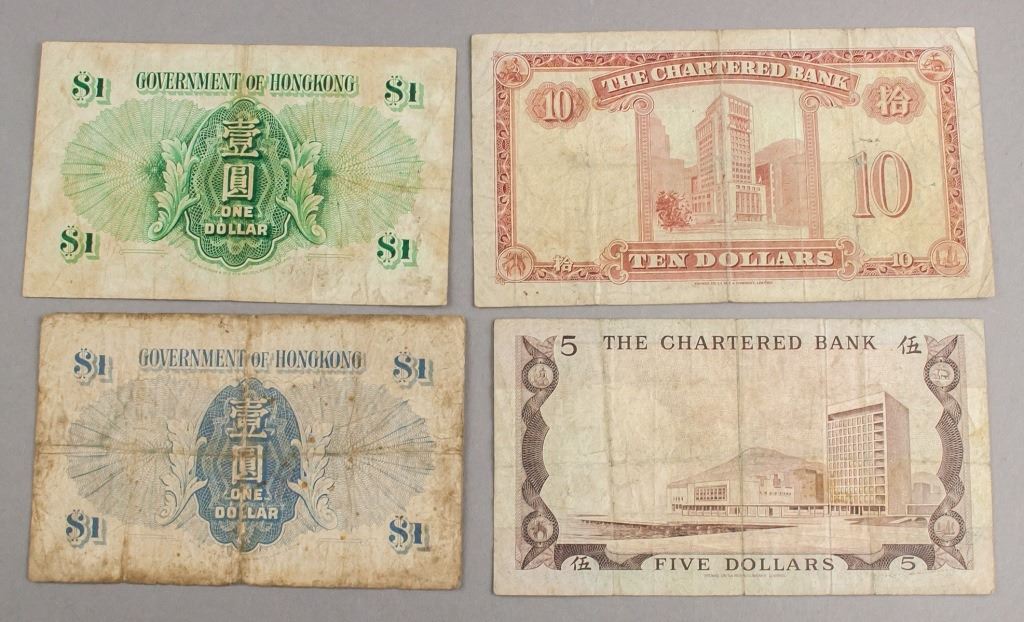 $1 GOVERNMENT OF HONGKONG $1
壹
圓
ONE
DOLLAR
$1 $1
THE CHARTERED BANK
10 拾
10
拾 TEN DOLLARS 10
$1 GOVERNMENT OF HONGKONG $1
壹
圓
ONE
DOLLAR
$1 $1
5 THE CHARTERED BANK 伍
伍 FIVE DOLLARS 5